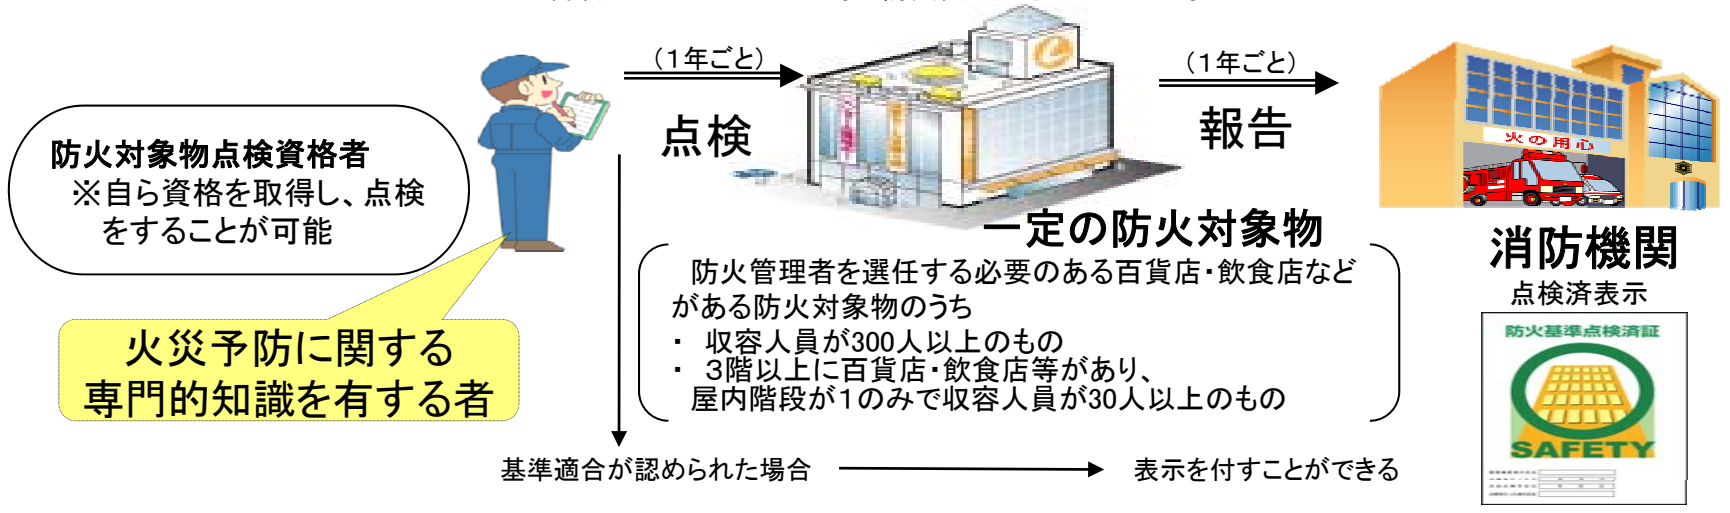 (1年ごと)
点検
(1年ごと)
報告
防火対象物点検資格者
※自ら資格を取得し、点検
をすることが可能
火災予防に関する
専門的知識を有する者
火の用心
一定の防火対象物
防火管理者を選任する必要のある百貨店・飲食店など
がある防火対象物のうち
・ 収容人員が300人以上のもの
・ 3階以上に百貨店・飲食店等があり、
屋内階段が1のみで収容人員が30人以上のもの
消防機関
点検済表示
防火基準点検済証
SAFETY
基準適合が認められた場合
表示を付すことができる